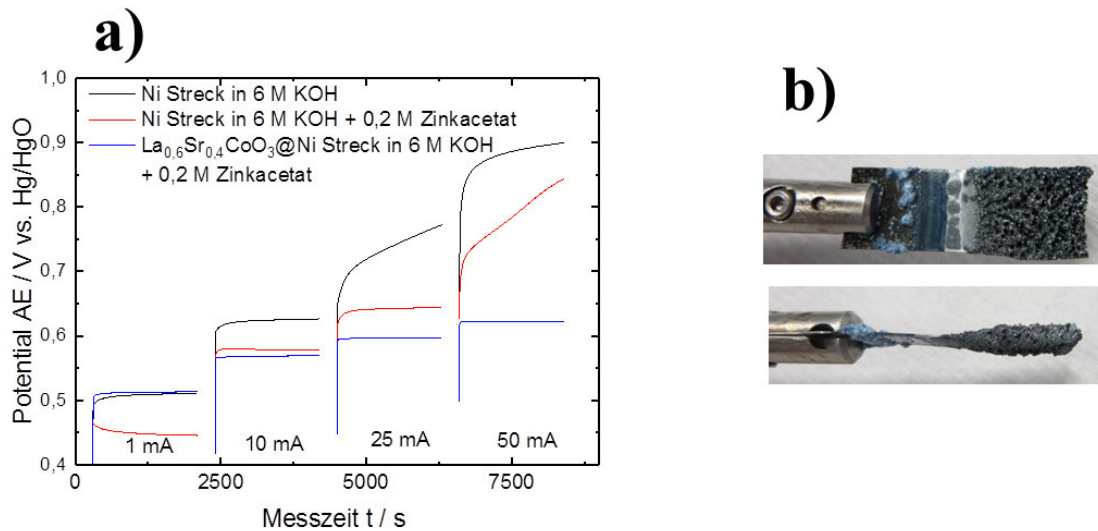 a)
1,0
0,9
0,8
0,7
0,6
0,5
0,4
Potential AE / V vs. Hg/HgO
Ni Streck in 6 M KOH
Ni Streck in 6 M KOH + 0,2 M Zinkacetat
La0,6Sr0,4CoO3@Ni Streck in 6 M KOH
+ 0,2 M Zinkacetat
1 mA
10 mA
25 mA
50 mA
0
2500
5000
7500
Messzeit t / s
b)